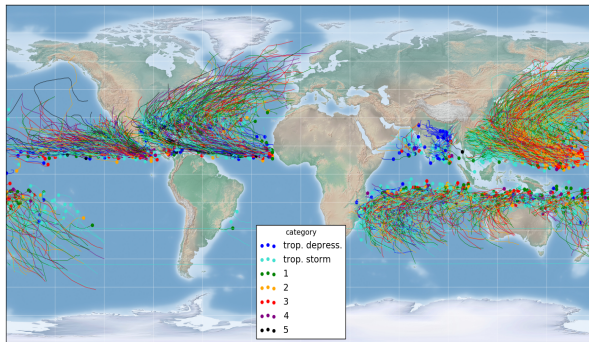 category
trop. depress.
trop. storm
1
2
3
4
5